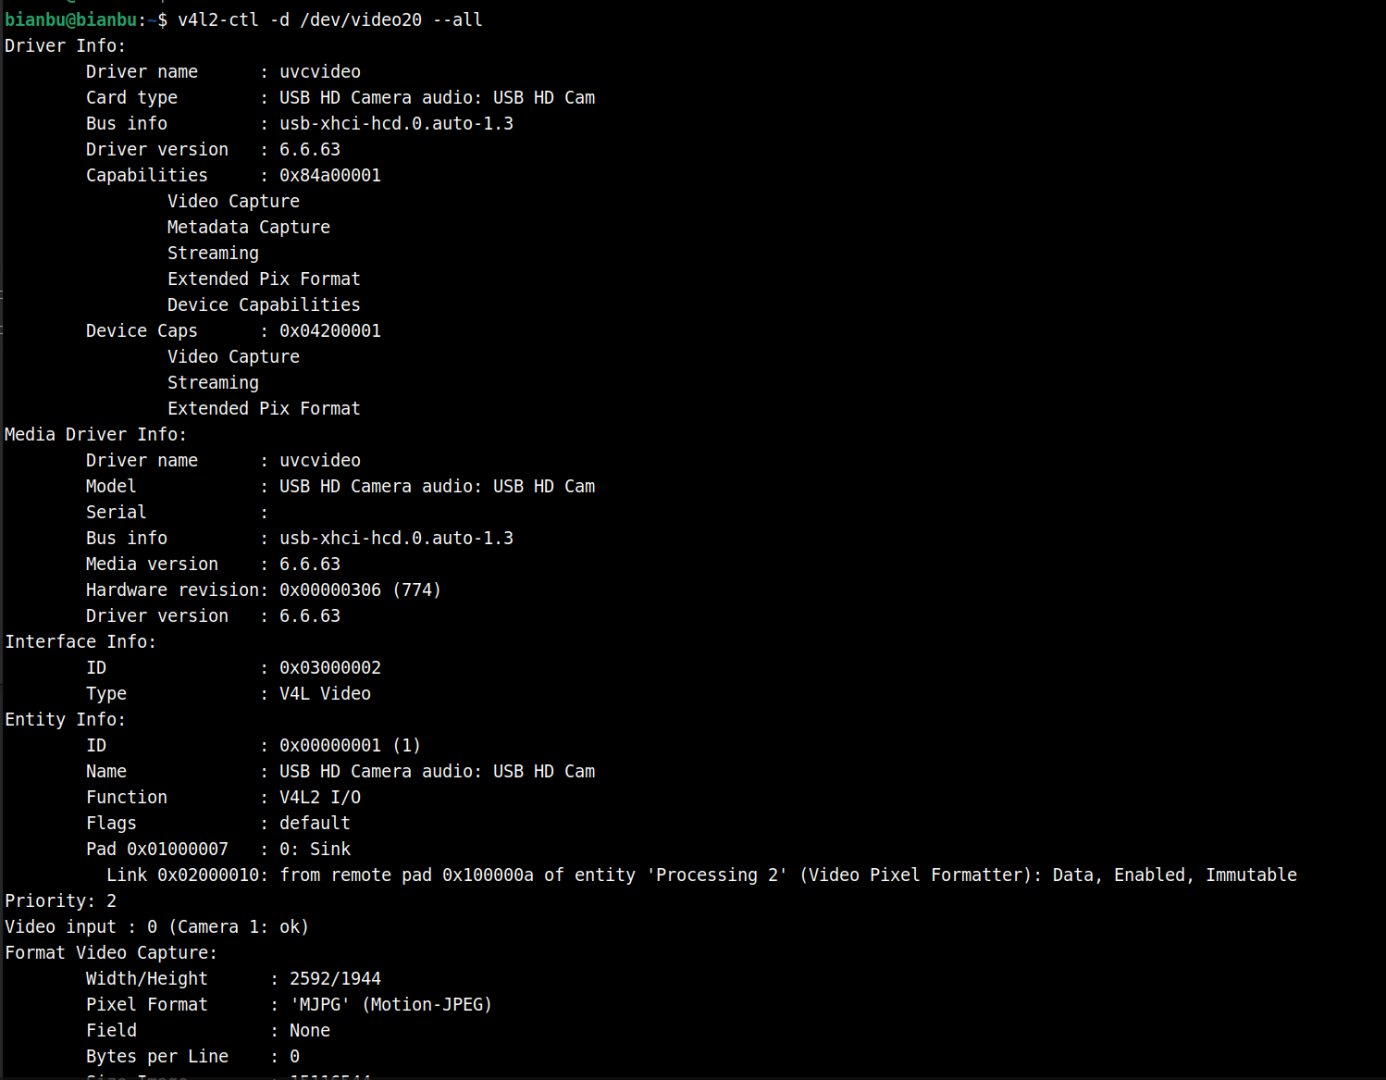 bianbu@bianbu:~$ v4l2-ctl -d /dev/video20 --all
Driver Info:
        Driver name      : uvcvideo
        Card type        : USB HD Camera audio: USB HD Cam
        Bus info         : usb-xhci-hcd.0.auto-1.3
        Driver version   : 6.6.63
        Capabilities     : 0x84a00001
                Video Capture
                Metadata Capture
                Streaming
                Extended Pix Format
                Device Capabilities
        Device Caps      : 0x04200001
                Video Capture
                Streaming
                Extended Pix Format
Media Driver Info:
        Driver name      : uvcvideo
        Model            : USB HD Camera audio: USB HD Cam
        Serial           :
        Bus info         : usb-xhci-hcd.0.auto-1.3
        Media version    : 6.6.63
        Hardware revision: 0x00000306 (774)
        Driver version   : 6.6.63
Interface Info:
        ID               : 0x03000002
        Type             : V4L Video
Entity Info:
        ID               : 0x00000001 (1)
        Name             : USB HD Camera audio: USB HD Cam
        Function         : V4L2 I/O
        Flags            : default
        Pad 0x01000007   : 0: Sink
          Link 0x02000010: from remote pad 0x100000a of entity 'Processing 2' (Video Pixel Formatter): Data, Enabled, Immutable
Priority: 2
Video input : 0 (Camera 1: ok)
Format Video Capture:
        Width/Height      : 2592/1944
        Pixel Format      : 'MJPG' (Motion-JPEG)
        Field             : None
        Bytes per Line    : 0
        Size Image        :